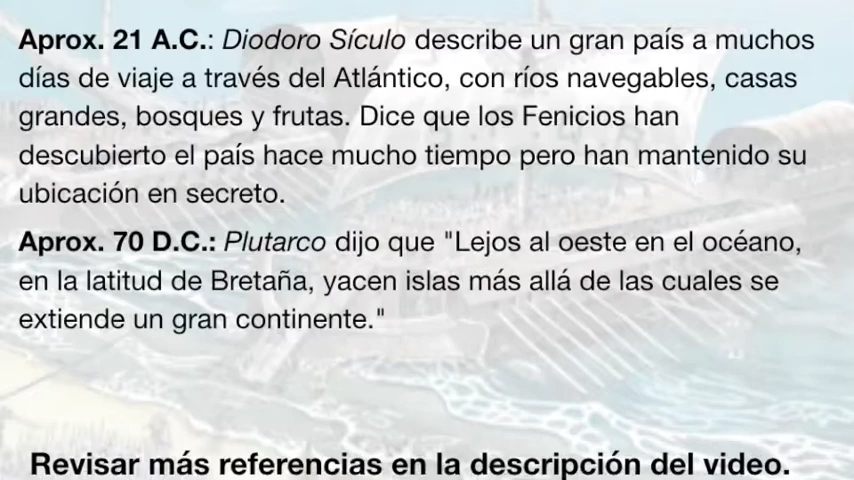 Aprox. 21 A.C.: Diodoro Sículo describe un gran país a muchos
días de viaje a través del Atlántico, con ríos navegables, casas
grandes, bosques y frutas. Dice que los Fenicios han
descubierto el país hace mucho tiempo pero han mantenido su
ubicación en secreto.
Aprox. 70 D.C.: Plutarco dijo que "Lejos al oeste en el océano,
en la latitud de Bretaña, yacen islas más allá de las cuales se
extiende un gran continente."
Revisar más referencias en la descripción del video.